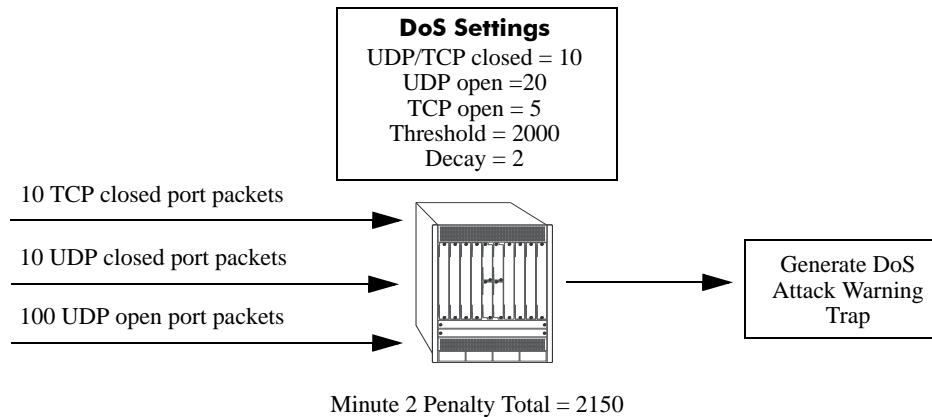 DoS Settings
UDP/TCP closed = 10
UDP open =20
TCP open = 5
Threshold = 2000
Decay = 2
10 TCP closed port packets
10 UDP closed port packets
100 UDP open port packets
Generate DoS
Attack Warning
Trap
Minute 2 Penalty Total = 2150